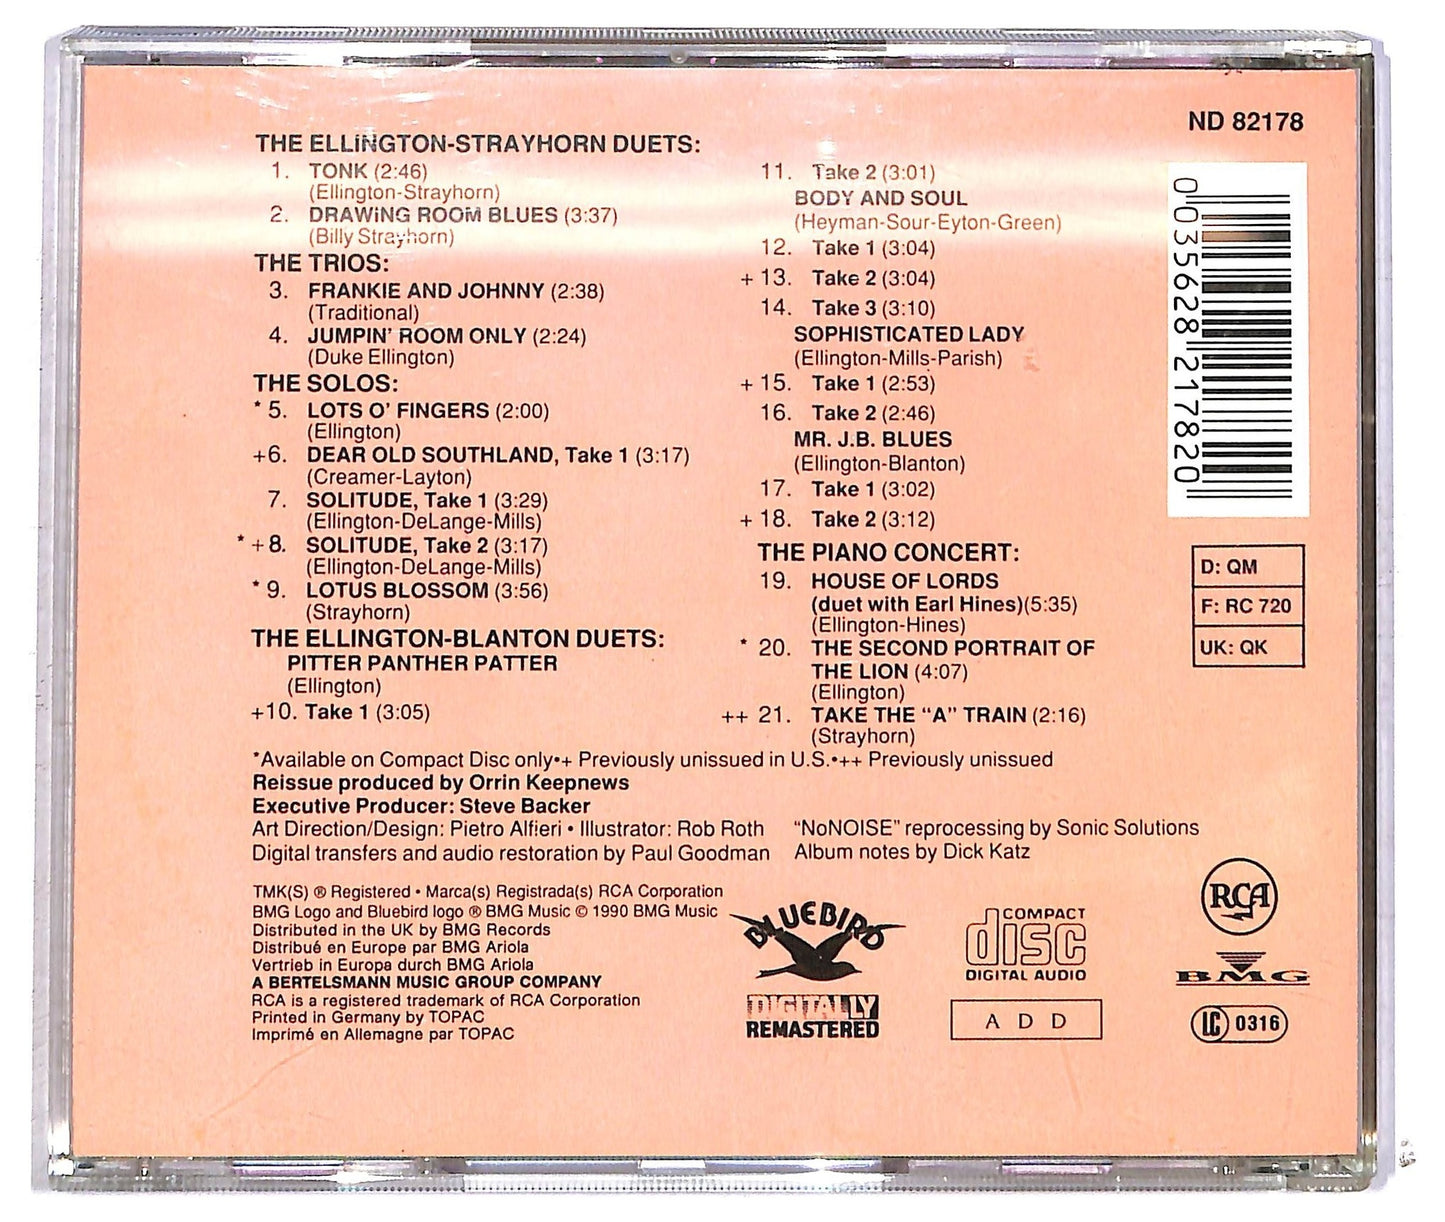 THE ELLINGTON-STRAYHORN DUETS:
1. TONK (2:46)
(Ellington-Strayhorn)
2. DRAWING ROOM BLUES (3:37)
(Billy Strayhorn)
THE TRIOS:
3. FRANKIE AND JOHNNY (2:38)
(Traditional)
4. JUMPIN' ROOM ONLY (2:24)
(Duke Ellington)
THE SOLOS:
* 5. LOTS O' FINGERS (2:00)
(Ellington)
+6. DEAR OLD SOUTHLAND, Take 1 (3:17)
(Creamer-Layton)
7. SOLITUDE, Take 1 (3:29)
(Ellington-DeLange-Mills)
* +8. SOLITUDE, Take 2 (3:17)
(Ellington-DeLange-Mills)
* 9. LOTUS BLOSSOM (3:56)
(Strayhorn)
THE ELLINGTON-BLANTON DUETS:
PITTER PANTHER PATTER
(Ellington)
+10. Take 1 (3:05)
11. Take 2 (3:01)
BODY AND SOUL
(Heyman-Sour-Eyton-Green)
12. Take 1 (3:04)
+ 13. Take 2 (3:04)
14. Take 3 (3:10)
SOPHISTICATED LADY
(Ellington-Mills-Parish)
+ 15. Take 1 (2:53)
16. Take 2 (2:46)
MR. J.B. BLUES
(Ellington-Blanton)
17. Take 1 (3:02)
+ 18. Take 2 (3:12)
THE PIANO CONCERT:
19. HOUSE OF LORDS
(duet with Earl Hines)(5:35)
(Ellington-Hines)
* 20. THE SECOND PORTRAIT OF
THE LION (4:07)
(Ellington)
++ 21. TAKE THE "A" TRAIN (2:16)
(Strayhorn)
*Available on Compact Disc only•+ Previously unissued in U.S.•++ Previously unissued
Reissue produced by Orrin Keepnews
Executive Producer: Steve Backer
Art Direction/Design: Pietro Alfieri • Illustrator: Rob Roth
Digital transfers and audio restoration by Paul Goodman
"NoNOISE" reprocessing by Sonic Solutions
Album notes by Dick Katz
TMK(S) ® Registered • Marca(s) Registrada(s) RCA Corporation
BMG Logo and Bluebird logo ® BMG Music © 1990 BMG Music
Distributed in the UK by BMG Records
Distribué en Europe par BMG Ariola
Vertrieb in Europa durch BMG Ariola
A BERTELSMANN MUSIC GROUP COMPANY
RCA is a registered trademark of RCA Corporation
Printed in Germany by TOPAC
Imprimé en Allemagne par TOPAC
BLUEBIRD
DIGITALLY
REMASTERED
COMPACT
disc
DIGITAL AUDIO
A D D
ND 82178
0 035628 217820
D: QM
F: RC 720
UK: QK
RCA
BMG
LC 0316